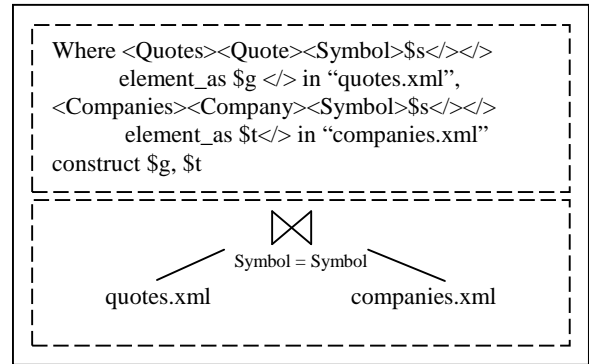 Where <Quotes><Quote><Symbol>$s</></>
element_as $g </> in “quotes.xml”,
<Companies><Company><Symbol>$s</></>
element_as $t</> in “companies.xml”
construct $g, $t
Symbol = Symbol
quotes.xml companies.xml